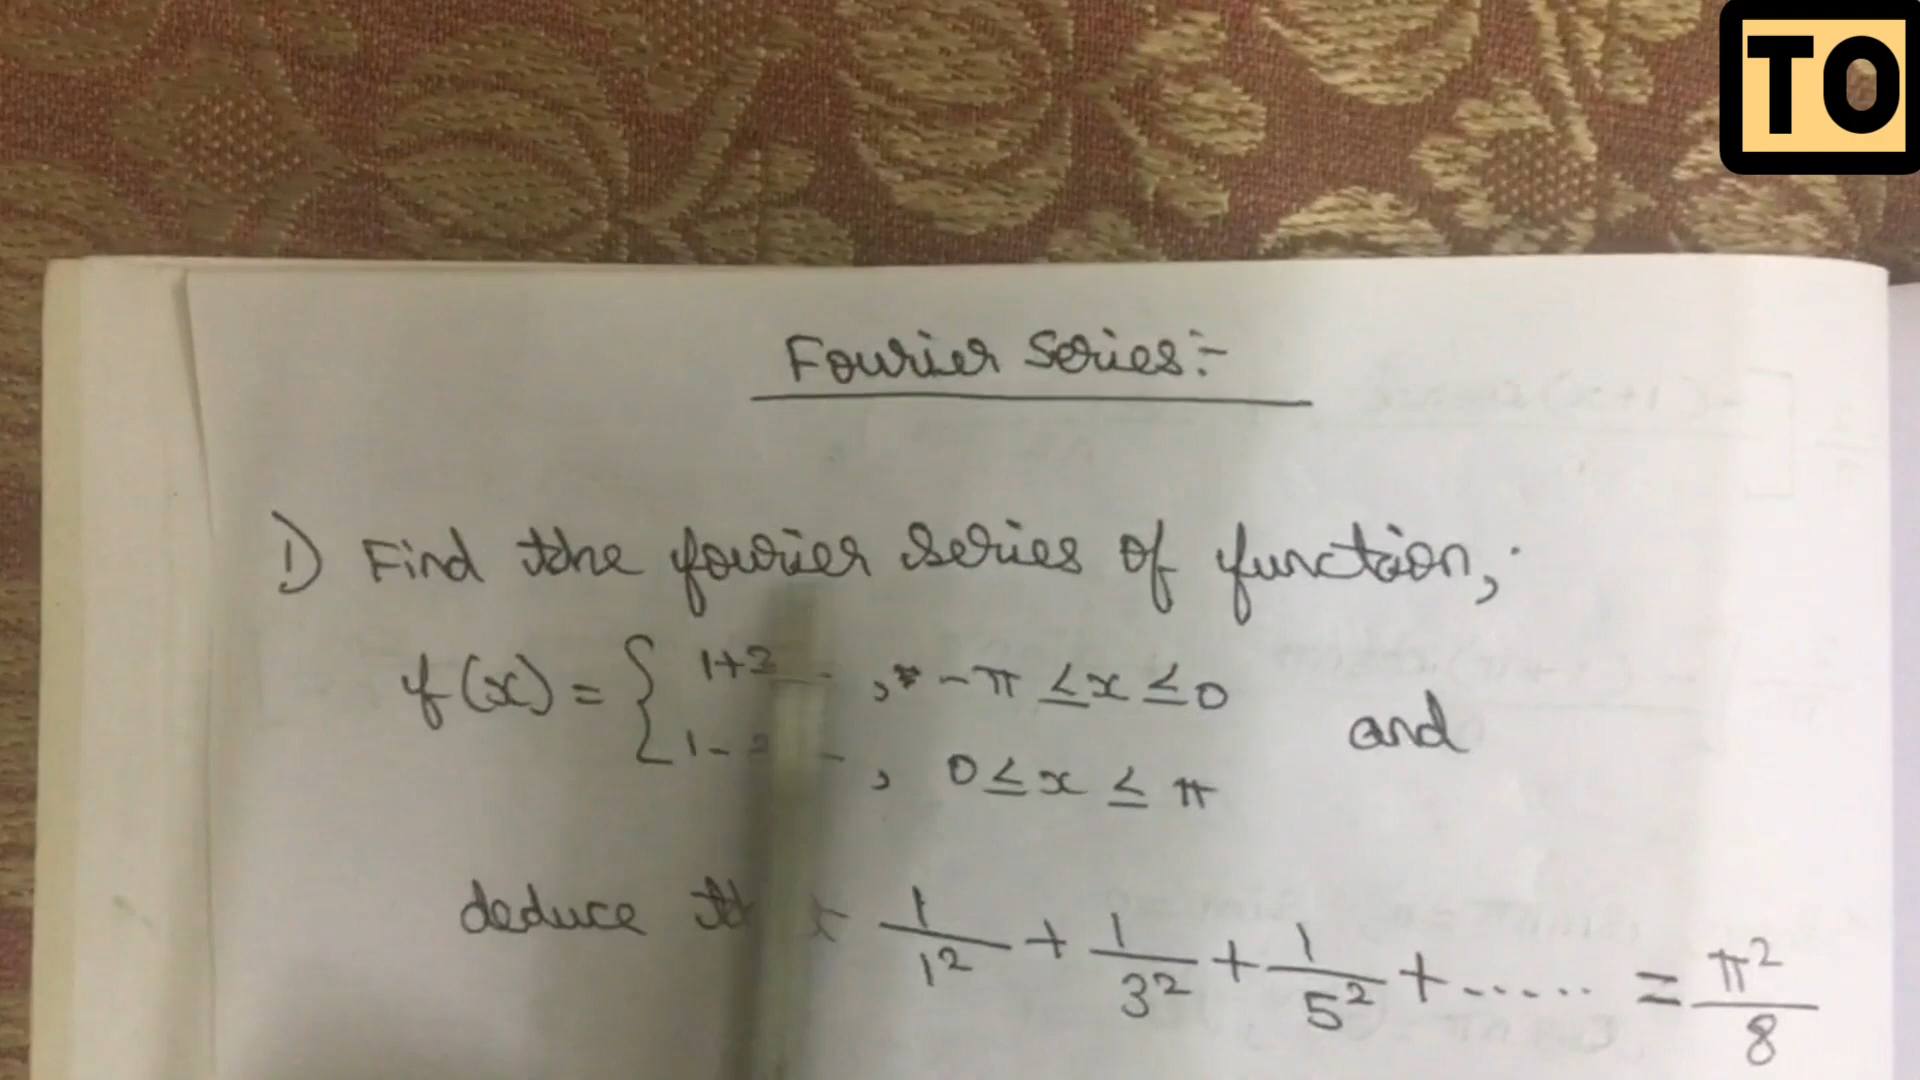 TO
Fourier Series:-
1) Find the fourier series of function,
f(x) = { 1+2 , -π ≤ x ≤ 0
1- , 0 ≤ x ≤ π and
deduce 1/1² + 1/3² + 1/5² + ..... = π²/8